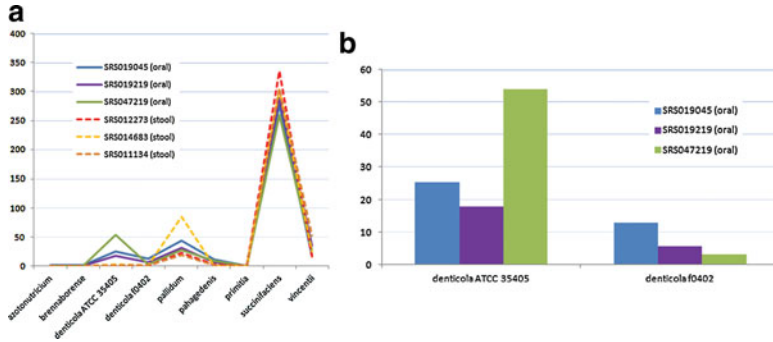 a
400
350
300
250
200
150
100
50
0
SRS019045 (oral)
SRS019219 (oral)
SRS047219 (oral)
SRS012273 (stool)
SRS014683 (stool)
SRS011134 (stool)
azotonutricium
brennaborense
denticola ATCC 35405
denticola f0402
pallidum
pahagedenis
primitia
succinifaciens
vincentii
b
60
50
40
30
20
10
0
SRS019045 (oral)
SRS019219 (oral)
SRS047219 (oral)
denticola ATCC 35405
denticola f0402